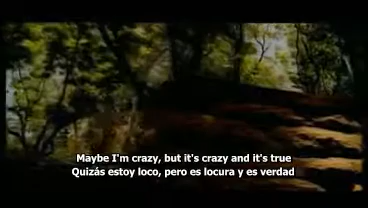 Maybe I'm crazy, but it's crazy and it's true
Quizás estoy loco, pero es locura y es verdad